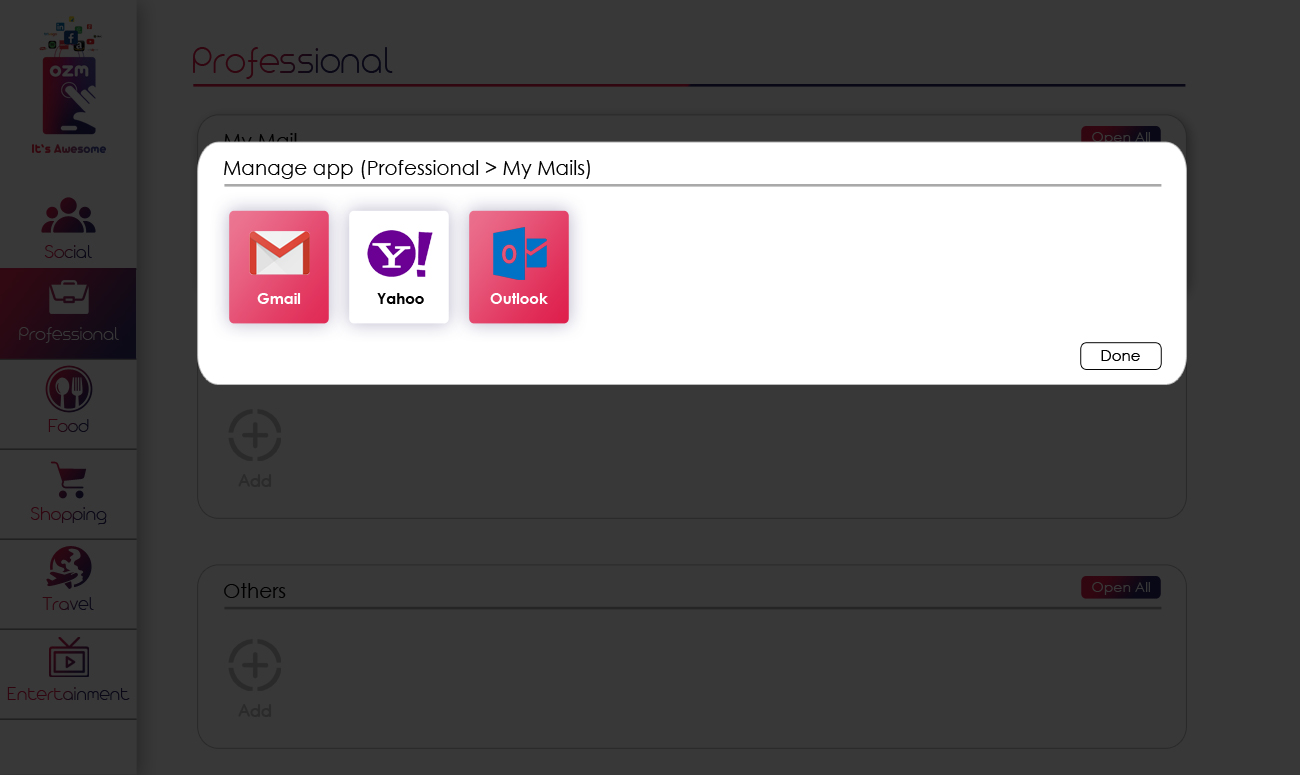 ozm
It's Awesome
Social
Professional
Food
Shopping
Travel
Entertainment
Professional
My Mail
Open All
Manage app (Professional > My Mails)
Gmail
Yahoo
Outlook
Done
Add
Others
Open All
Add